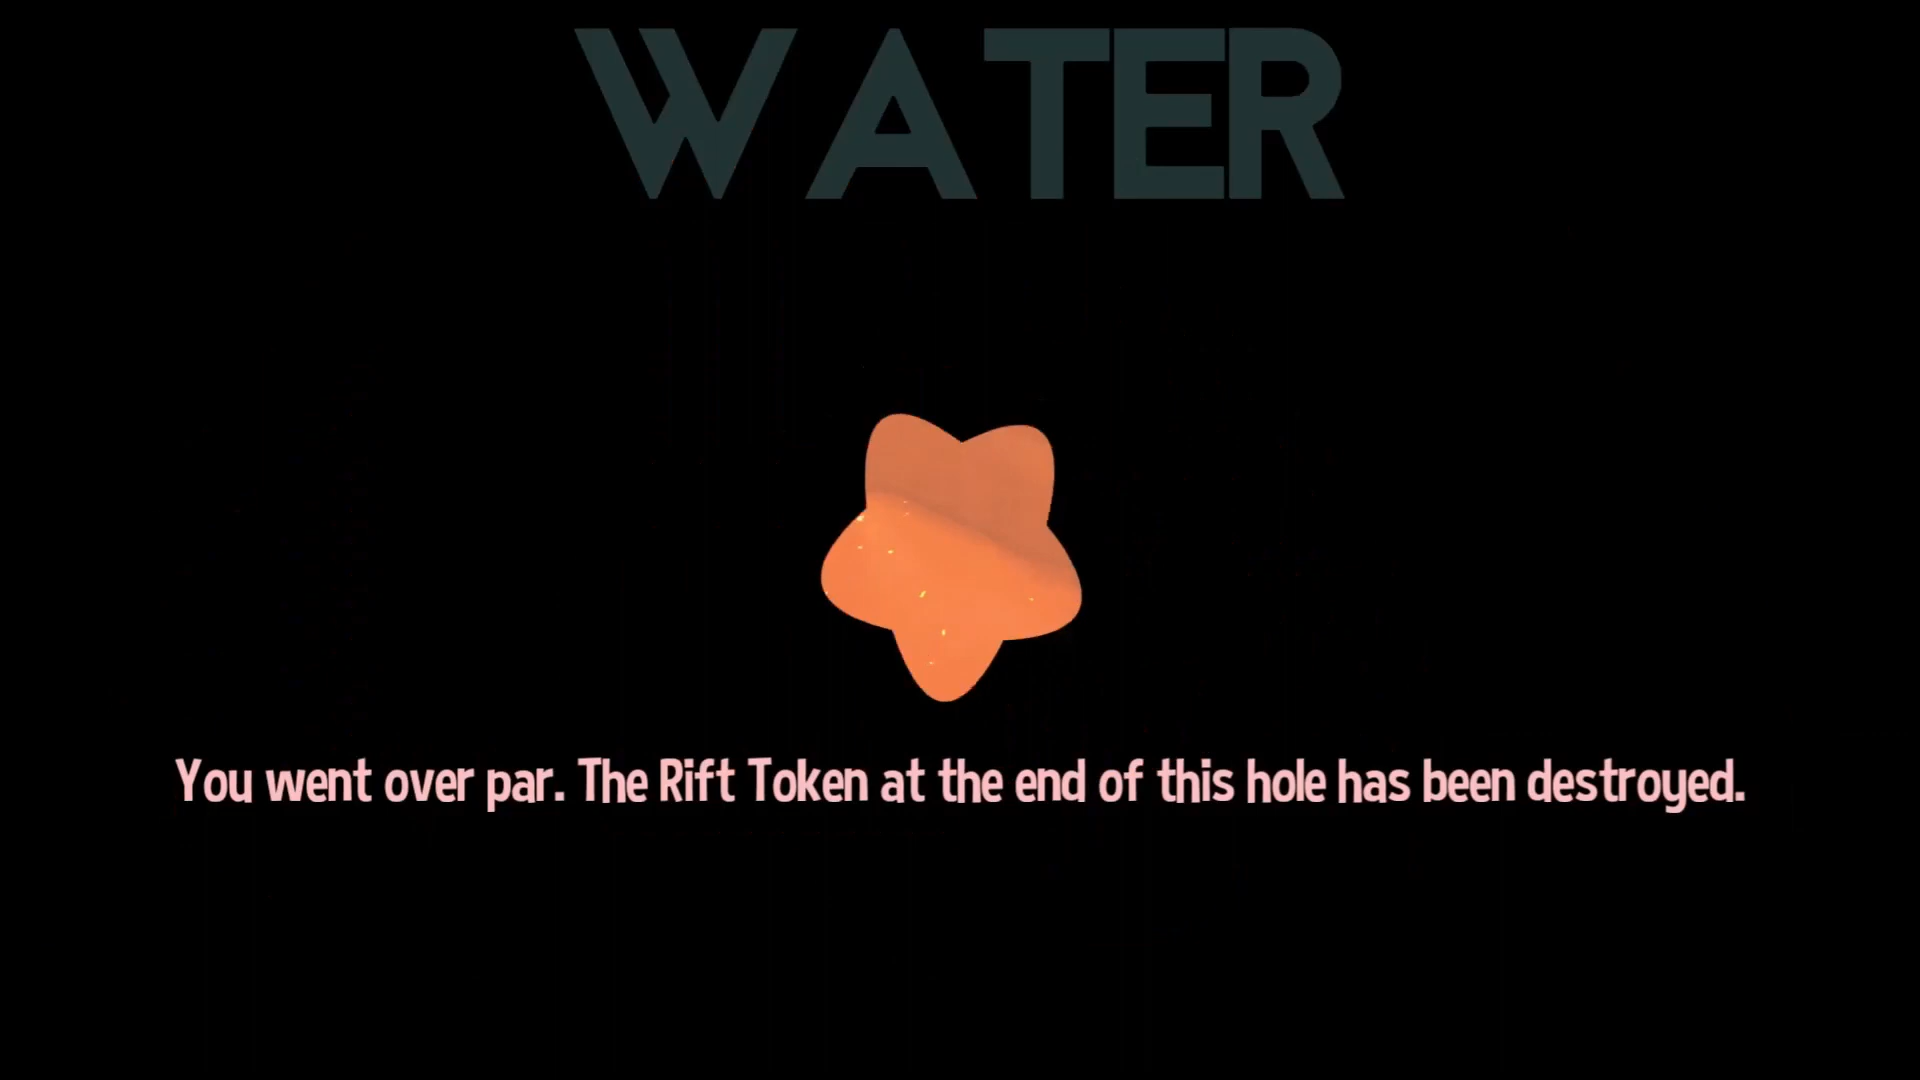 WATER
You went over par. The Rift Token at the end of this hole has been destroyed.